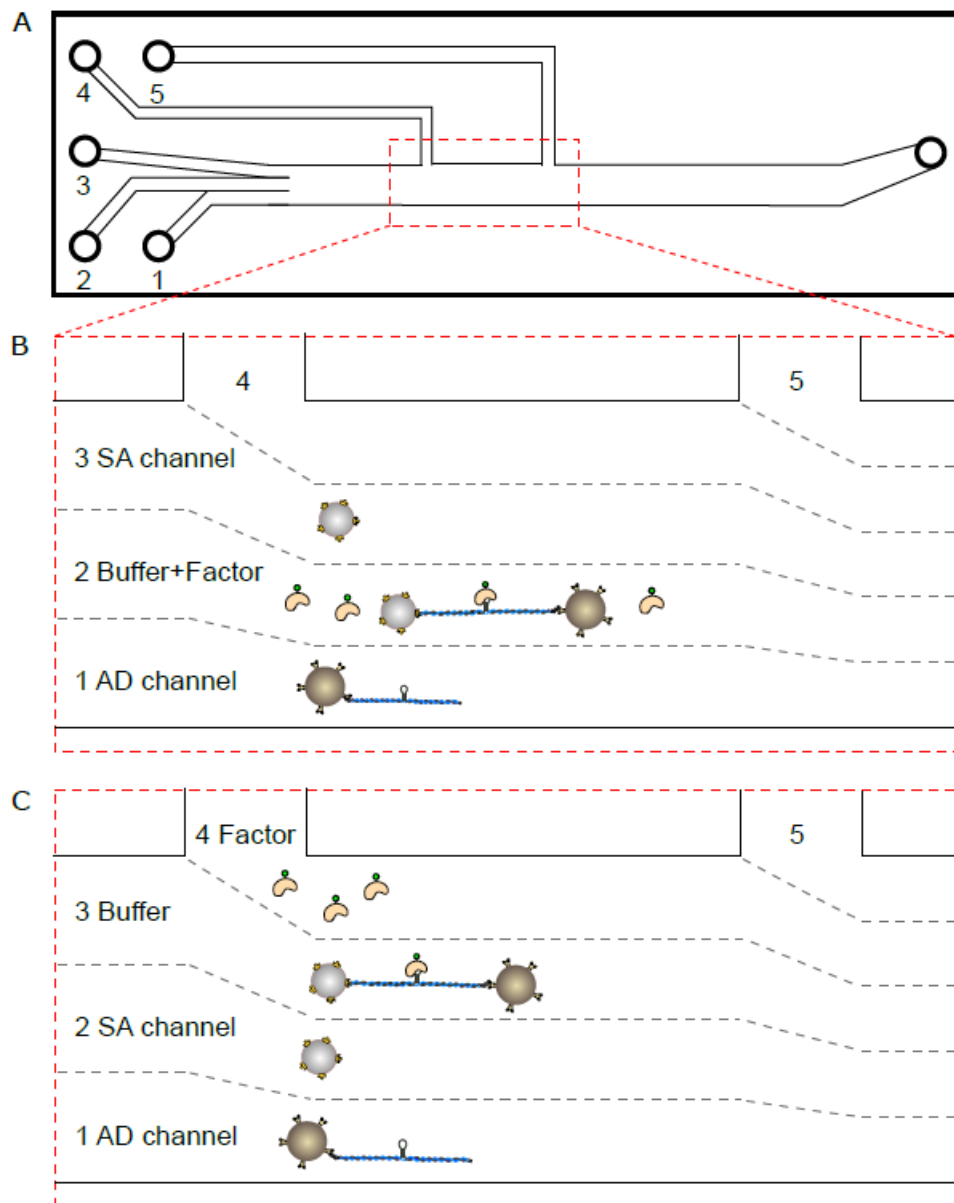 A
4 5
3
2 1
B
4 5
3 SA channel
2 Buffer+Factor
1 AD channel
C
4 Factor 5
3 Buffer
2 SA channel
1 AD channel